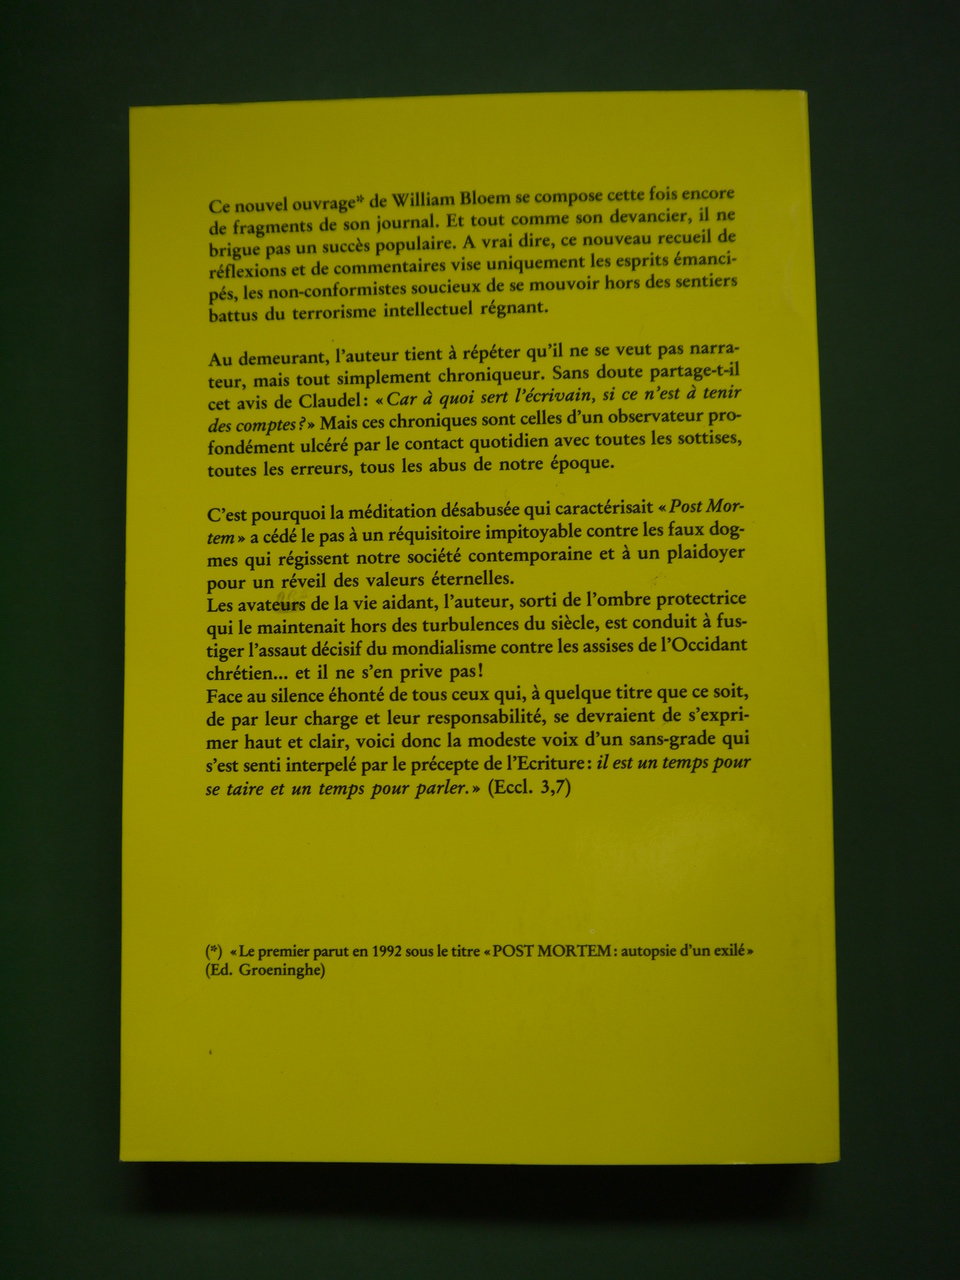 Ce nouvel ouvrage* de William Bloem se compose cette fois encore
de fragments de son journal. Et tout comme son devancier, il ne
brigue pas un succès populaire. A vrai dire, ce nouveau recueil de
réflexions et de commentaires vise uniquement les esprits émanci-
pés, les non-conformistes soucieux de se mouvoir hors des sentiers
battus du terrorisme intellectuel régnant.
Au demeurant, l'auteur tient à répéter qu'il ne se veut pas narra-
teur, mais tout simplement chroniqueur. Sans doute partage-t-il
cet avis de Claudel: «Car à quoi sert l'écrivain, si ce n'est à tenir
des comptes?» Mais ces chroniques sont celles d'un observateur pro-
fondément ulcéré par le contact quotidien avec toutes les sottises,
toutes les erreurs, tous les abus de notre époque.
C'est pourquoi la méditation désabusée qui caractérisait «Post Mor-
tem» a cédé le pas à un réquisitoire impitoyable contre les faux dog-
mes qui régissent notre société contemporaine et à un plaidoyer
pour un réveil des valeurs éternelles.
Les avateurs de la vie aidant, l'auteur, sorti de l'ombre protectrice
qui le maintenait hors des turbulences du siècle, est conduit à fus-
tiger l'assaut décisif du mondialisme contre les assises de l'Occidant
chrétien... et il ne s'en prive pas!
Face au silence éhonté de tous ceux qui, à quelque titre que ce soit,
de par leur charge et leur responsabilité, se devraient de s'expri-
mer haut et clair, voici donc la modeste voix d'un sans-grade qui
s'est senti interpelé par le précepte de l'Ecriture: il est un temps pour
se taire et un temps pour parler.» (Eccl. 3,7)
(*) «Le premier parut en 1992 sous le titre «POST MORTEM: autopsie d'un exilé»
(Ed. Groeninghe)